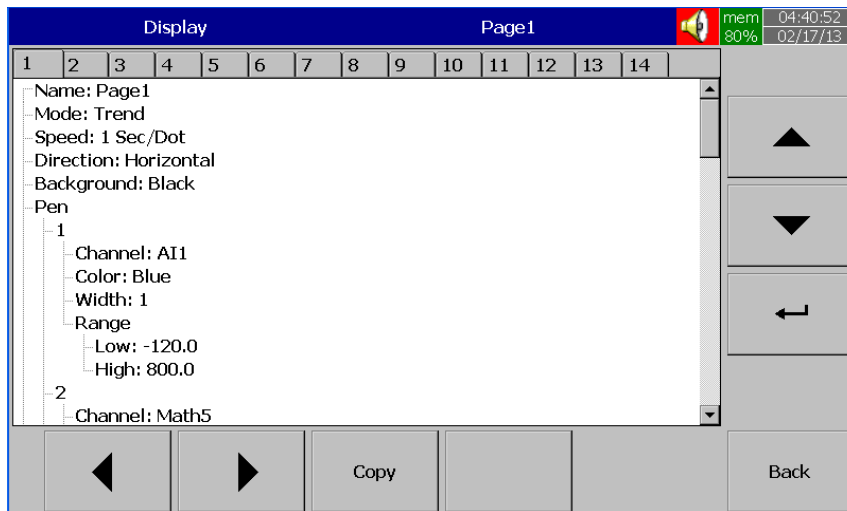 Display Page1 mem 04:40:52
80% 02/17/13
1 2 3 4 5 6 7 8 9 10 11 12 13 14
Name: Page1
Mode: Trend
Speed: 1 Sec/Dot
Direction: Horizontal
Background: Black
Pen
1
Channel: AI1
Color: Blue
Width: 1
Range
Low: -120.0
High: 800.0
2
Channel: Math5
Copy Back